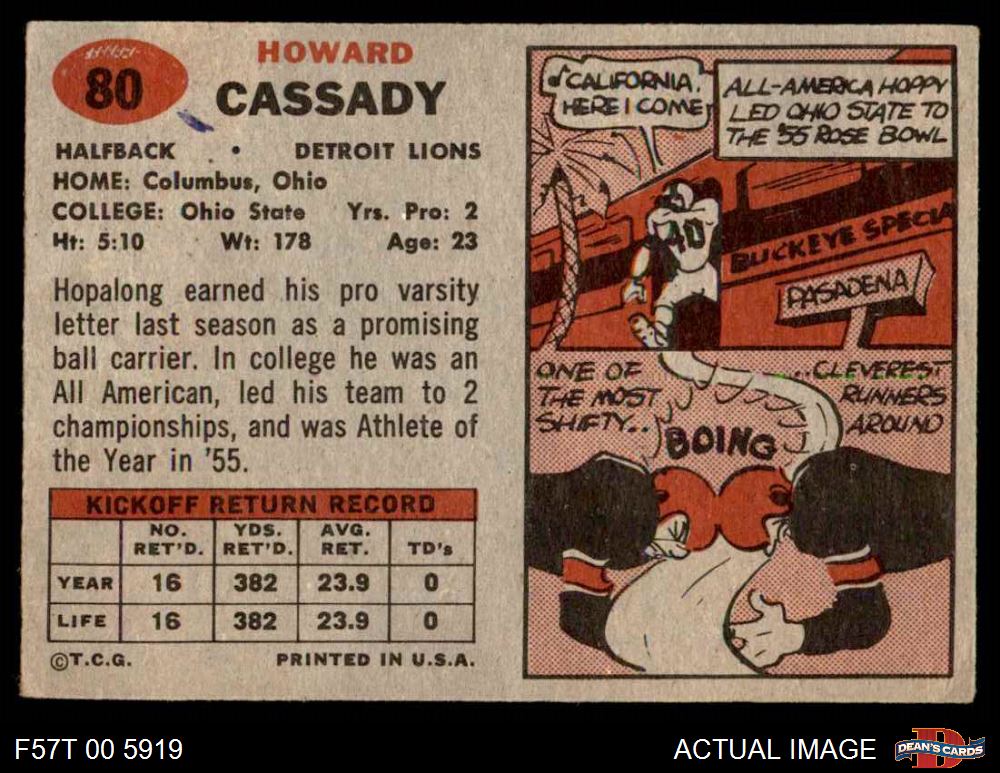 80
HOWARD
CASSADY
HALFBACK • DETROIT LIONS
HOME: Columbus, Ohio
COLLEGE: Ohio State Yrs. Pro: 2
Ht: 5:10 Wt: 178 Age: 23
Hopalong earned his pro varsity
letter last season as a promising
ball carrier. In college he was an
All American, led his team to 2
championships, and was Athlete of
the Year in '55.
KICKOFF RETURN RECORD
NO. RET'D. YDS. RET'D. AVG. RET. TD's
YEAR 16 382 23.9 0
LIFE 16 382 23.9 0
©T.C.G. PRINTED IN U.S.A.
♪CALIFORNIA,
HERE I COME
ALL-AMERICA HOPPY
LED OHIO STATE TO
THE '55 ROSE BOWL
40
BUCKEYE SPECIA
PASADENA
ONE OF
THE MOST
SHIFTY..
..CLEVEREST
RUNNERS
AROUND
BOING
F57T 00 5919
ACTUAL IMAGE
D
DEAN'S CARDS